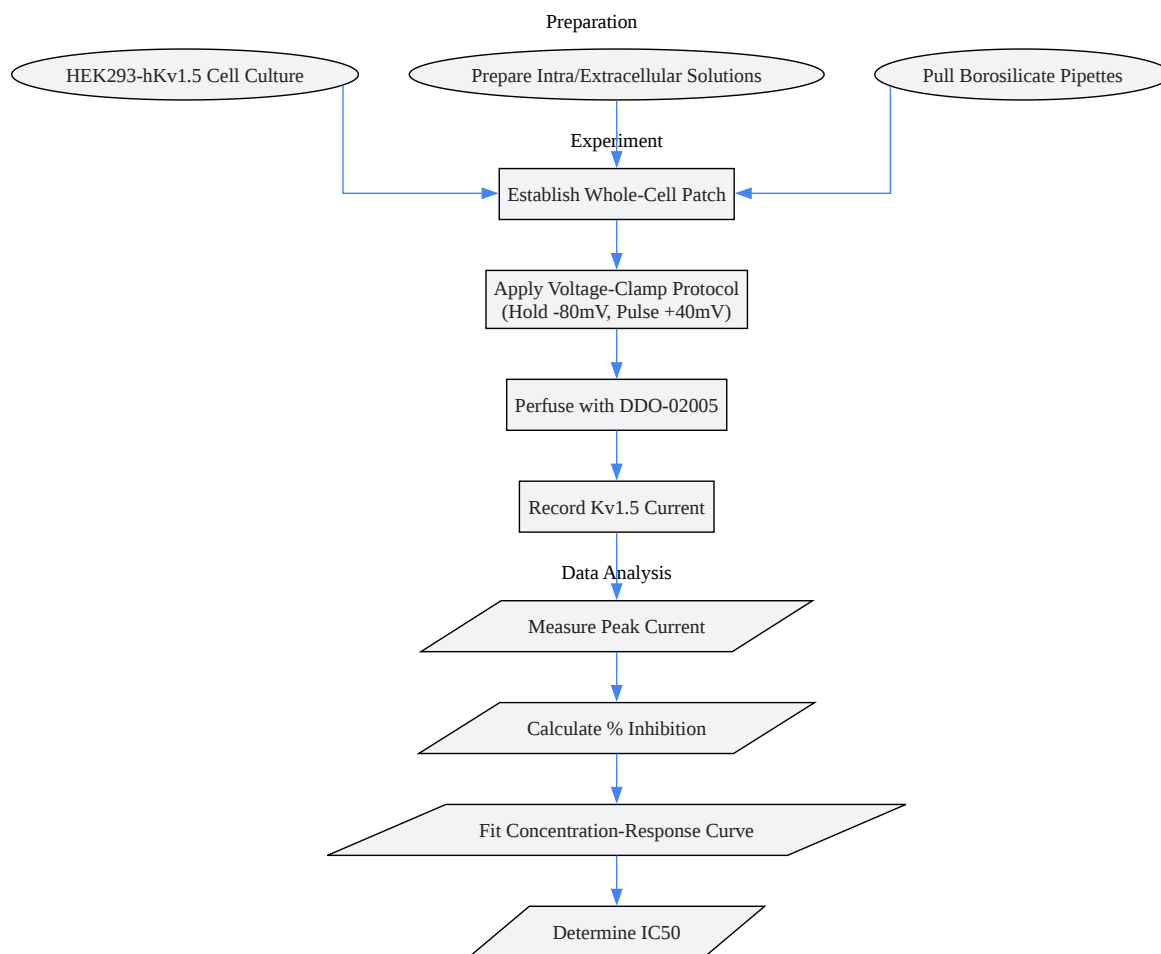 Preparation
HEK293-hKv1.5 Cell Culture
Prepare Intra/Extracellular Solutions
Pull Borosilicate Pipettes
Experiment
Establish Whole-Cell Patch
Apply Voltage-Clamp Protocol
(Hold -80mV, Pulse +40mV)
Perfuse with DDO-02005
Record Kv1.5 Current
Data Analysis
Measure Peak Current
Calculate % Inhibition
Fit Concentration-Response Curve
Determine IC50